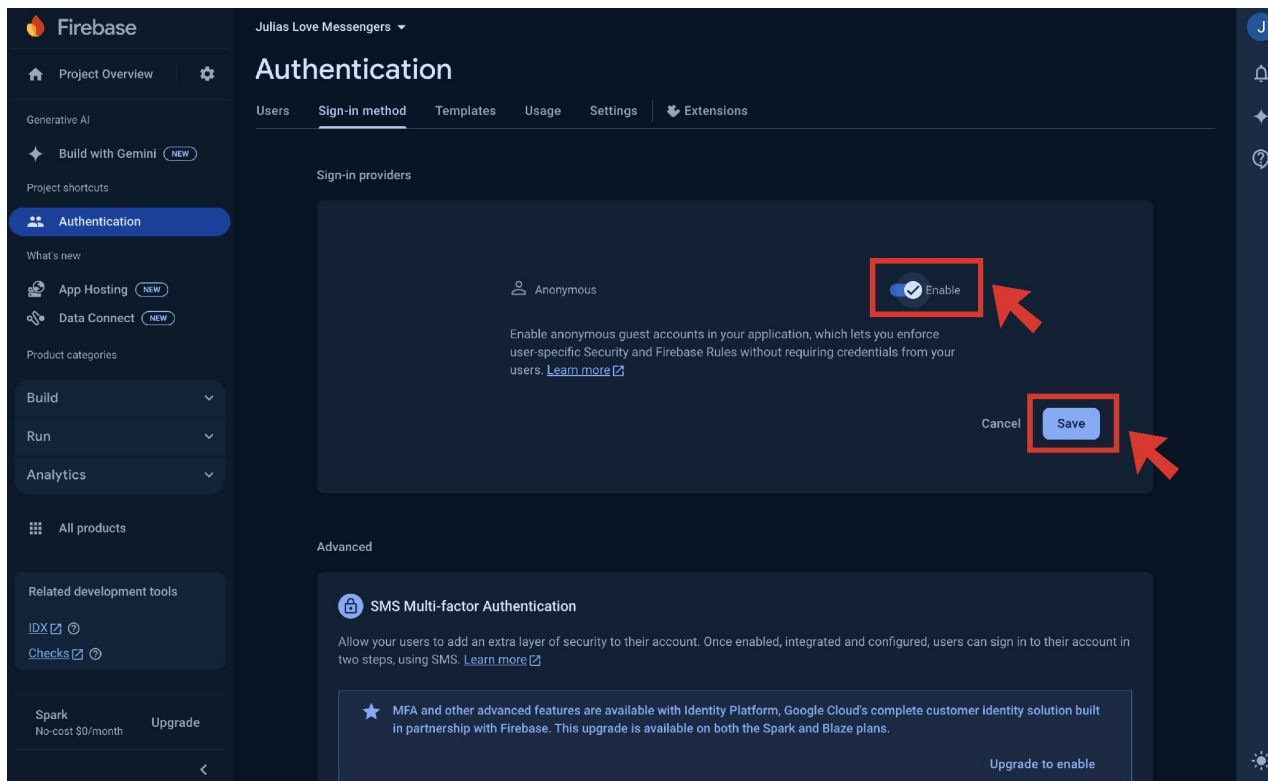 Firebase
Project Overview
Generative AI
Build with Gemini NEW
Project shortcuts
Authentication
What's new
App Hosting NEW
Data Connect NEW
Product categories
Build
Run
Analytics
All products
Related development tools
IDX
Checks
Spark
No-cost $0/month
Upgrade
Julias Love Messengers
J
Authentication
Users Sign-in method Templates Usage Settings Extensions
Sign-in providers
Anonymous
Enable
Enable anonymous guest accounts in your application, which lets you enforce
user-specific Security and Firebase Rules without requiring credentials from your
users. Learn more
Cancel Save
Advanced
SMS Multi-factor Authentication
Allow your users to add an extra layer of security to their account. Once enabled, integrated and configured, users can sign in to their account in
two steps, using SMS. Learn more
MFA and other advanced features are available with Identity Platform, Google Cloud's complete customer identity solution built
in partnership with Firebase. This upgrade is available on both the Spark and Blaze plans.
Upgrade to enable